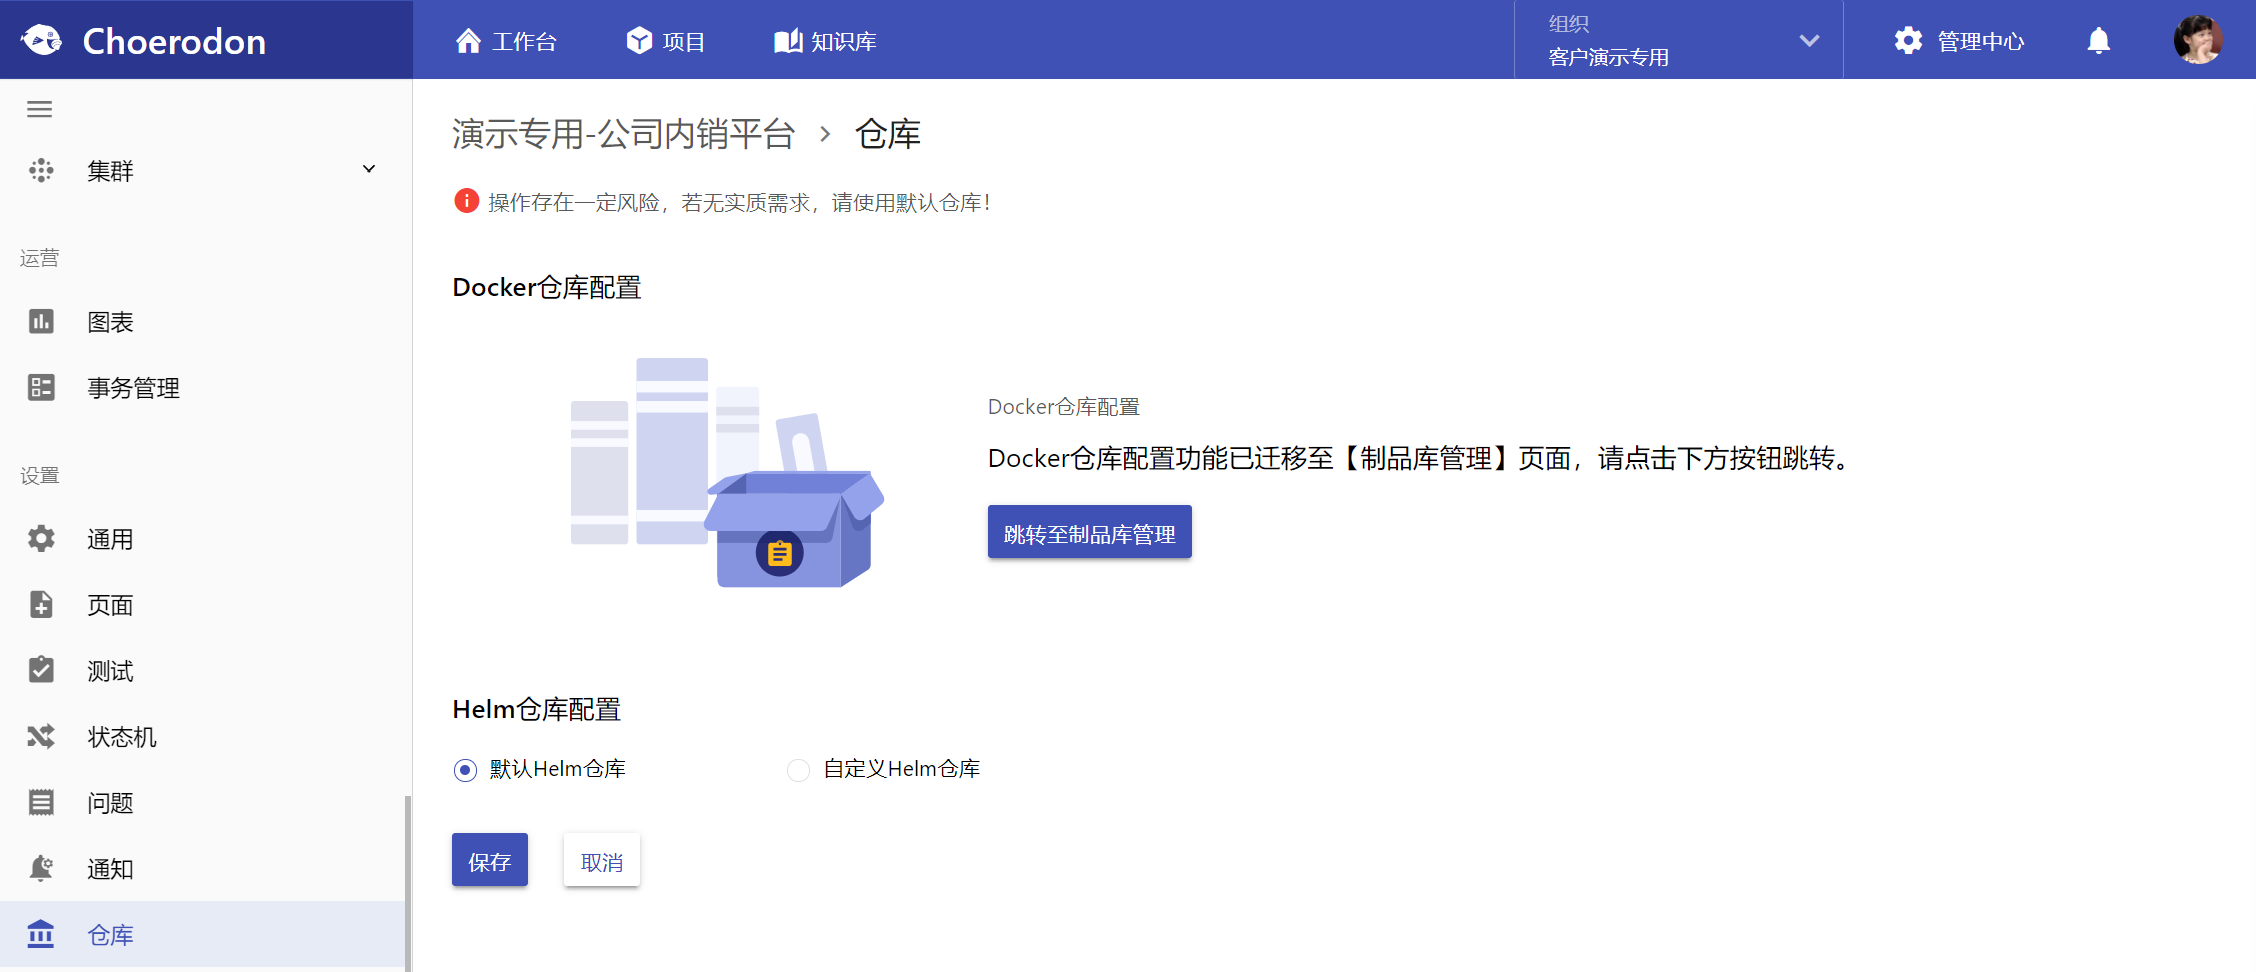 Choerodon
工作台
项目
知识库
组织
客户演示专用
管理中心
集群
运营
图表
事务管理
设置
通用
页面
测试
状态机
问题
通知
仓库
演示专用-公司内销平台 > 仓库
操作存在一定风险，若无实质需求，请使用默认仓库！
Docker仓库配置
Docker仓库配置
Docker仓库配置功能已迁移至【制品库管理】页面，请点击下方按钮跳转。
跳转至制品库管理
Helm仓库配置
默认Helm仓库
自定义Helm仓库
保存
取消